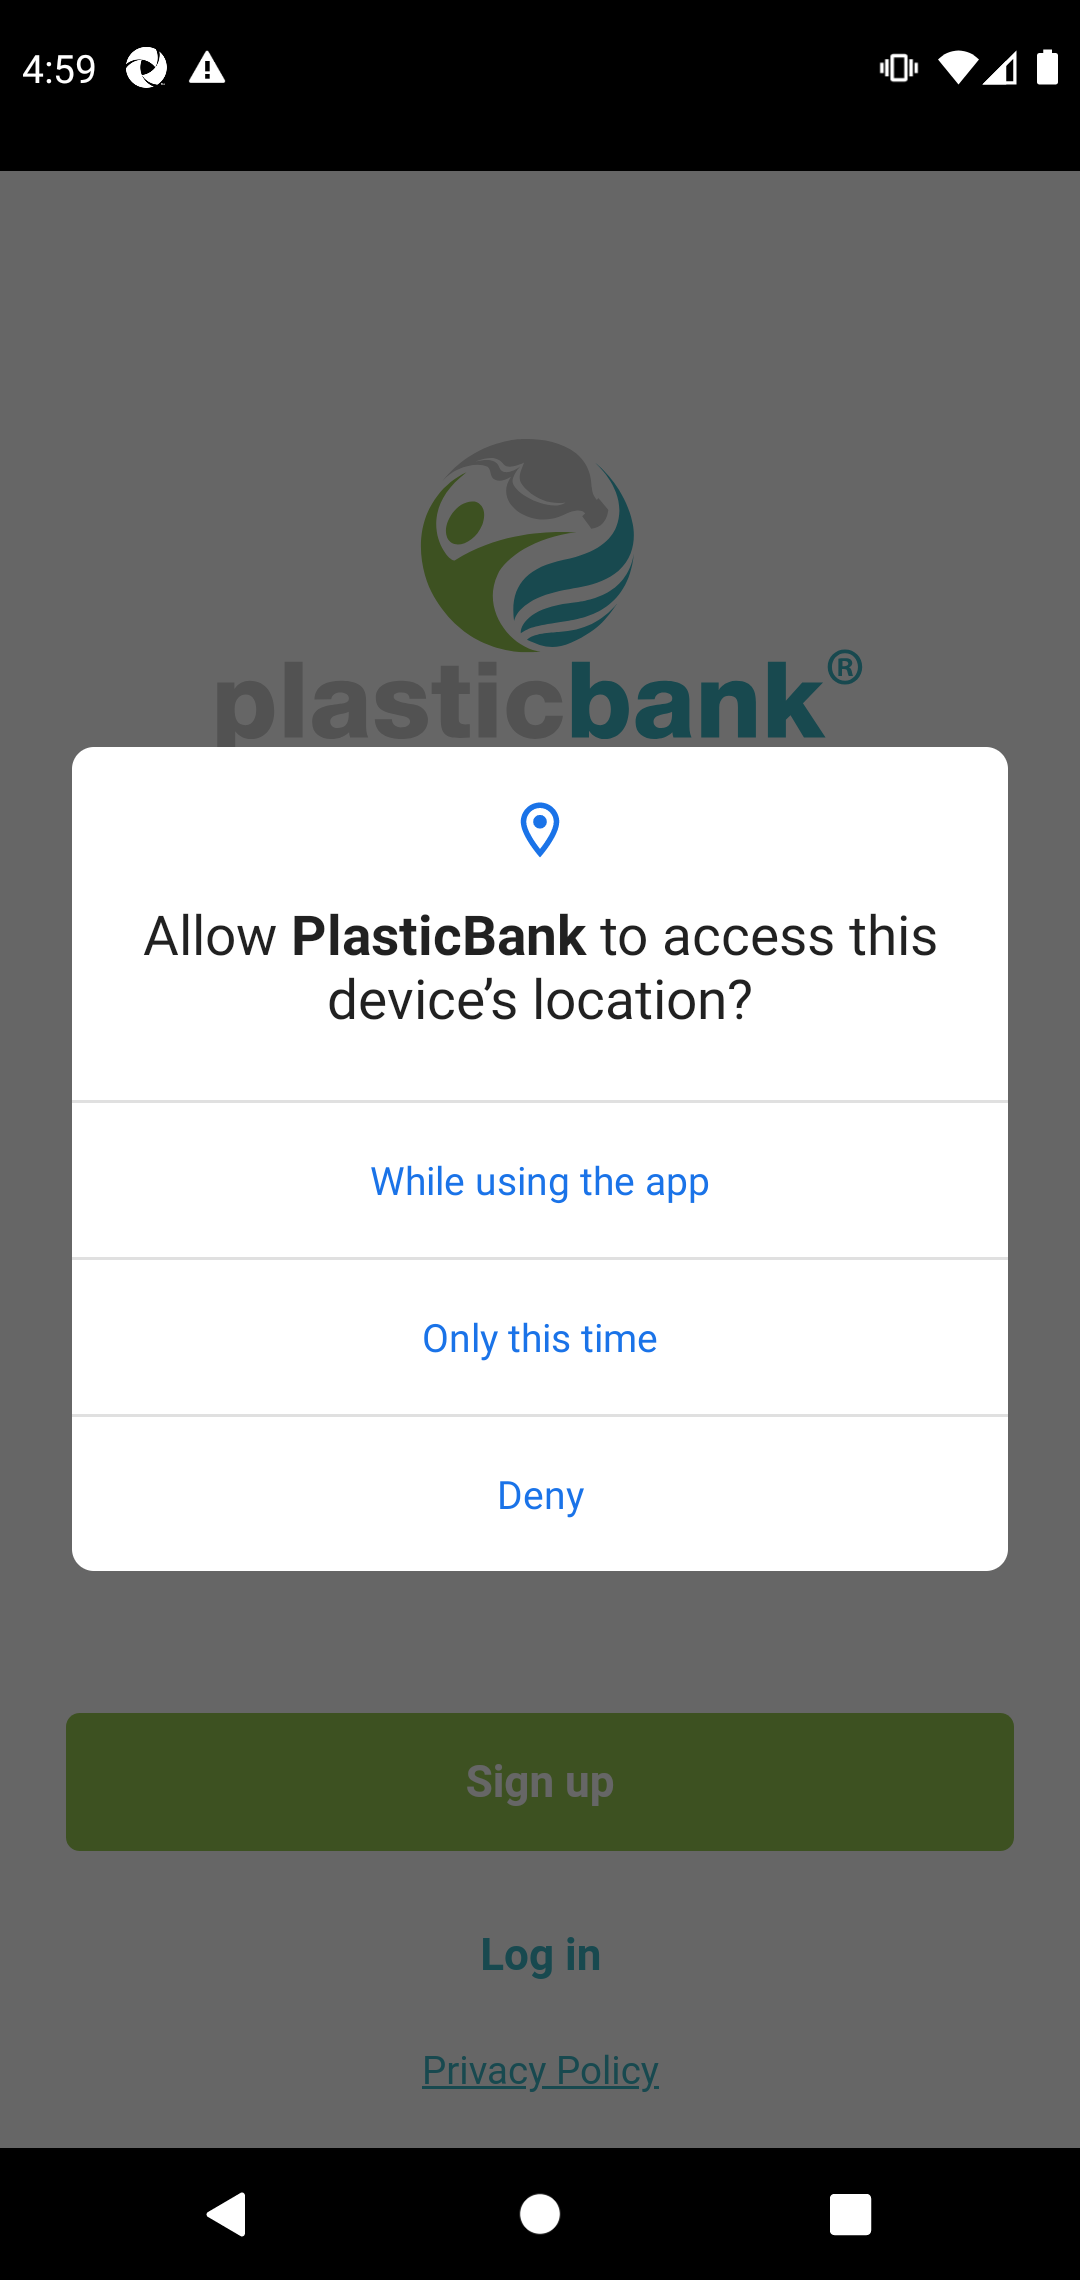 4:59
plasticbank®
Allow PlasticBank to access this
device’s location?
While using the app
Only this time
Deny
Sign up
Log in
Privacy Policy